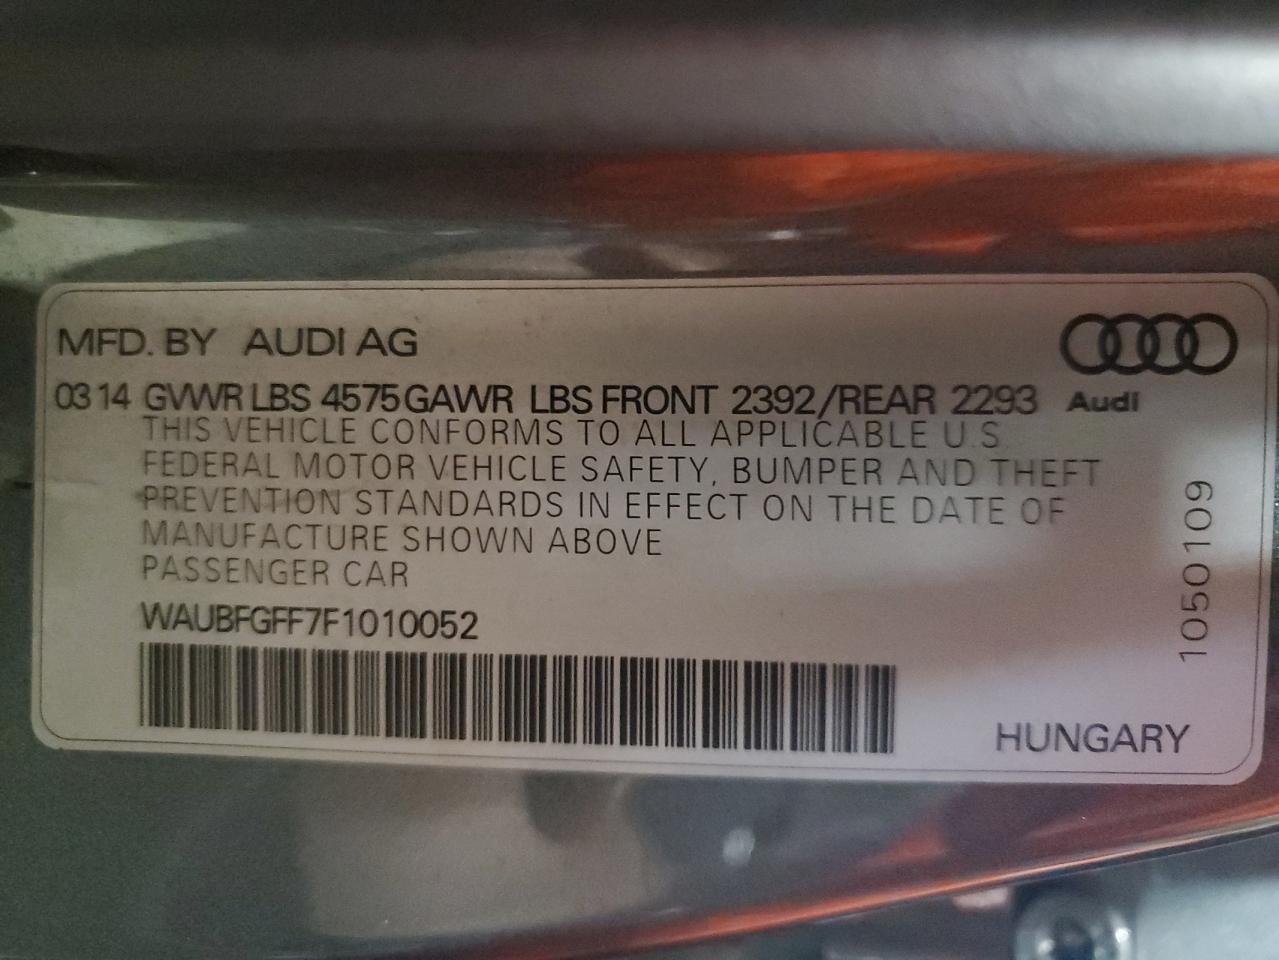 MFD. BY AUDI AG
0314 GVWR LBS 4575 GAWR LBS FRONT 2392/REAR 2293
Audi
THIS VEHICLE CONFORMS TO ALL APPLICABLE U.S.
FEDERAL MOTOR VEHICLE SAFETY, BUMPER AND THEFT
PREVENTION STANDARDS IN EFFECT ON THE DATE OF
MANUFACTURE SHOWN ABOVE
PASSENGER CAR
WAUBFGFF7F1010052
1050109
HUNGARY